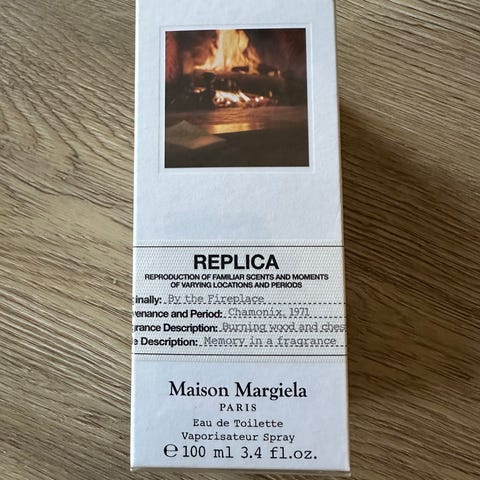 REPLICA
REPRODUCTION OF FAMILIAR SCENTS AND MOMENTS
OF VARYING LOCATIONS AND PERIODS
inally: By the Fireplace
venance and Period: Chamonix, 1971
grance Description: Burning wood and ches
e Description: Memory in a fragrance
Maison Margiela
PARIS
Eau de Toilette
Vaporisateur Spray
℮ 100 ml 3.4 fl.oz.